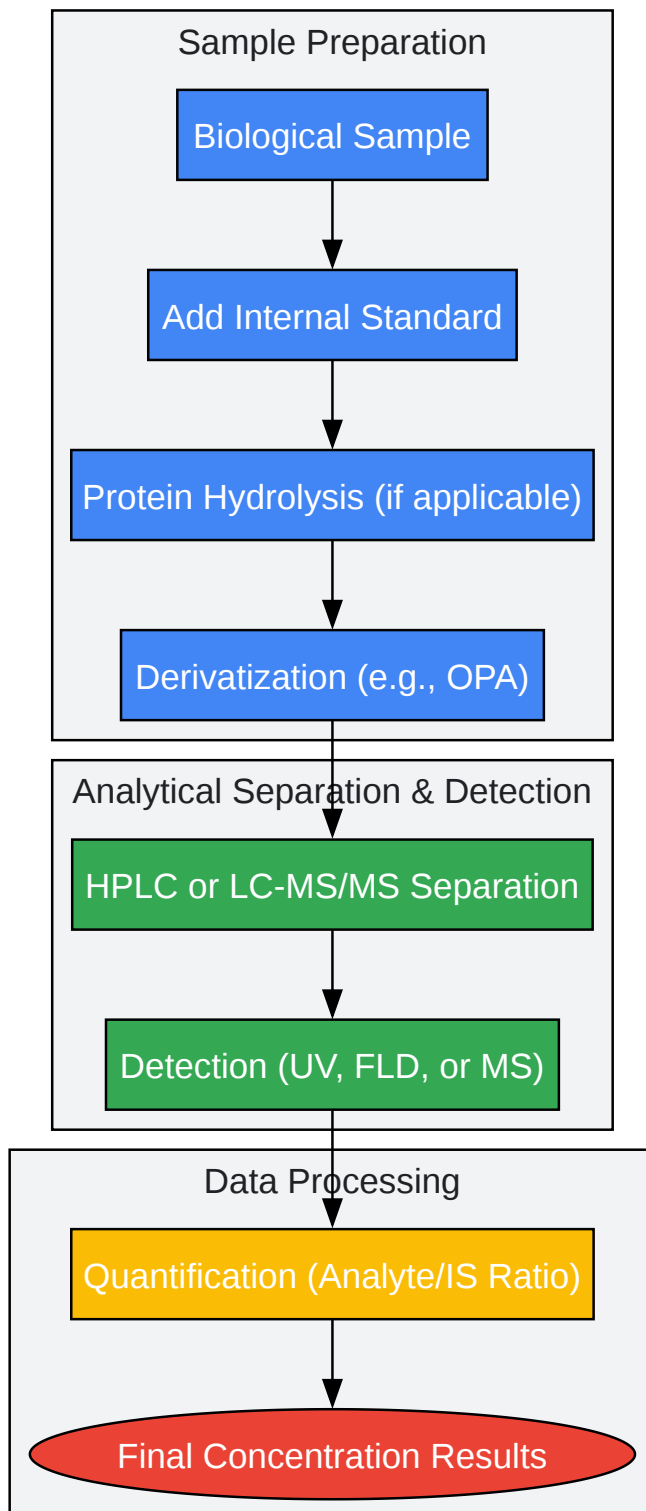 Sample Preparation
Biological Sample
Add Internal Standard
Protein Hydrolysis (if applicable)
Derivatization (e.g., OPA)
Analytical Separation & Detection
HPLC or LC-MS/MS Separation
Detection (UV, FLD, or MS)
Data Processing
Quantification (Analyte/IS Ratio)
Final Concentration Results